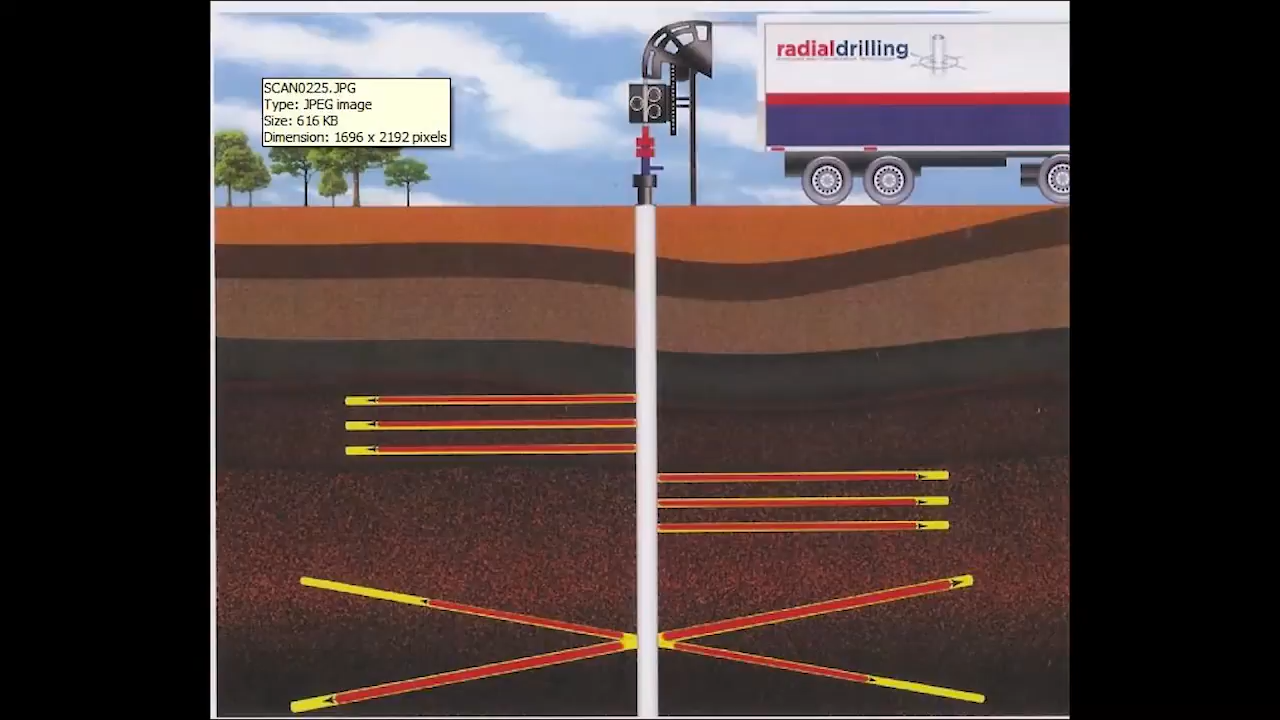 SCAN0225.JPG
Type: JPEG image
Size: 616 KB
Dimension: 1696 x 2192 pixels
radialdrilling